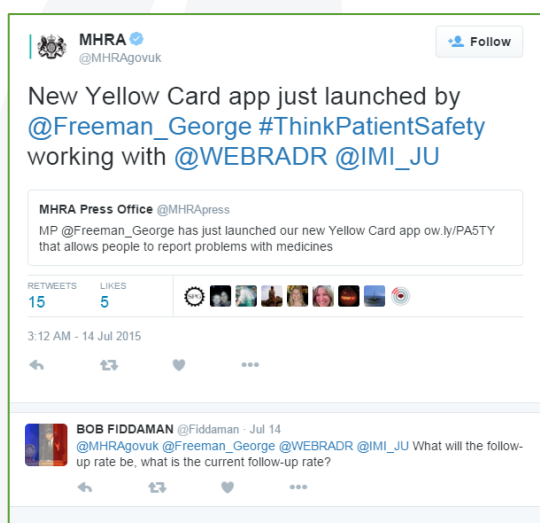 MHRA
@MHRAgovuk
Follow
New Yellow Card app just launched by
@Freeman_George #ThinkPatientSafety
working with @WEBRADR @IMI_JU
MHRA Press Office @MHRApress
MP @Freeman_George has just launched our new Yellow Card app ow.ly/PA5TY
that allows people to report problems with medicines
RETWEETS LIKES
15 5
3:12 AM - 14 Jul 2015
BOB FIDDAMAN @Fiddaman · Jul 14
@MHRAgovuk @Freeman_George @WEBRADR @IMI_JU What will the follow-
up rate be, what is the current follow-up rate?